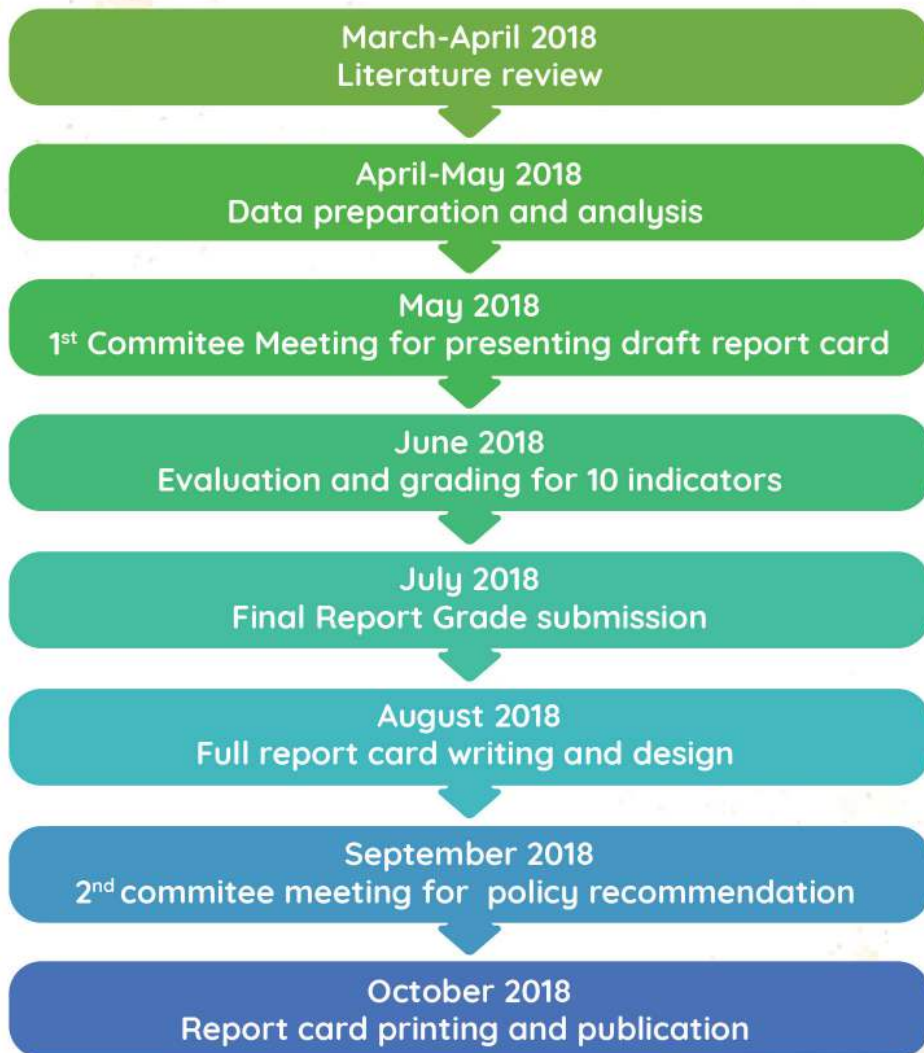 March-April 2018
Literature review
April-May 2018
Data preparation and analysis
May 2018
1st Commitee Meeting for presenting draft report card
June 2018
Evaluation and grading for 10 indicators
July 2018
Final Report Grade submission
August 2018
Full report card writing and design
September 2018
2nd commitee meeting for policy recommendation
October 2018
Report card printing and publication